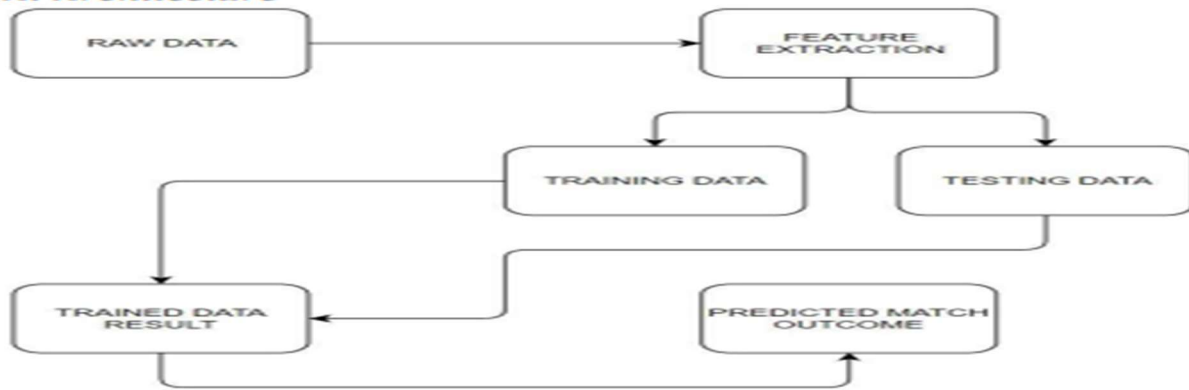 RAW DATA
FEATURE
EXTRACTION
TRAINING DATA
TESTING DATA
TRAINED DATA
RESULT
PREDICTED MATCH
OUTCOME